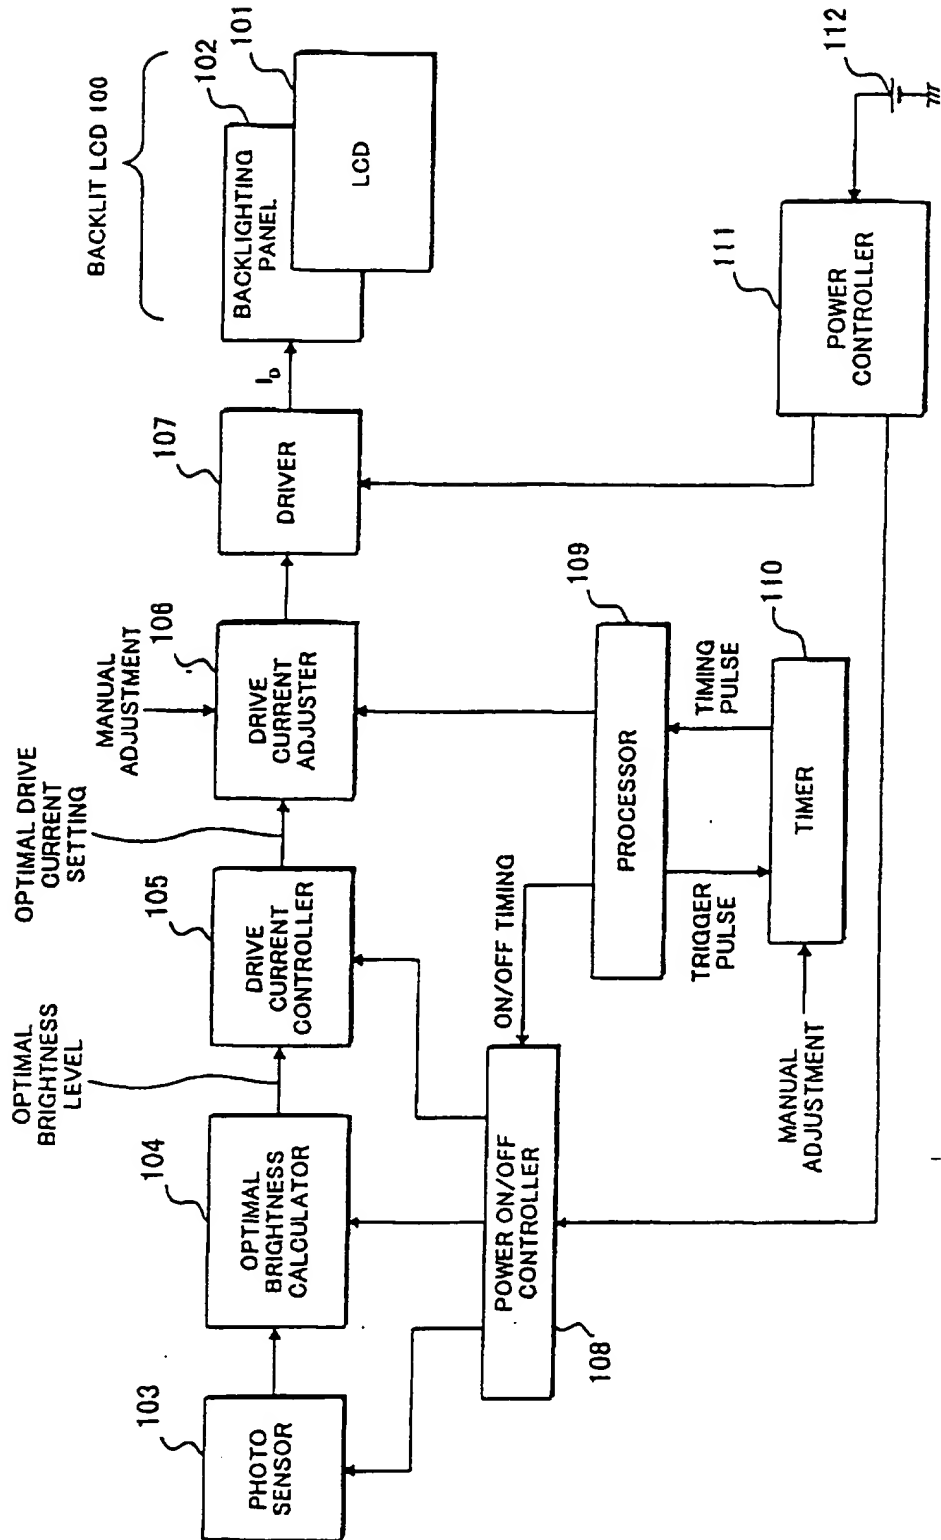 BACKLIT LCD 100
102
101
BACKLIGHTING
PANEL
LCD
I_D
107
DRIVER
MANUAL
ADJUSTMENT
106
DRIVE
CURRENT
ADJUSTER
OPTIMAL DRIVE
CURRENT
SETTING
105
DRIVE
CURRENT
CONTROLLER
OPTIMAL
BRIGHTNESS
LEVEL
104
OPTIMAL
BRIGHTNESS
CALCULATOR
103
PHOTO
SENSOR
POWER ON/OFF
CONTROLLER
108
ON/OFF TIMING
PROCESSOR
109
TRIGGER
PULSE
TIMING
PULSE
TIMER
110
MANUAL
ADJUSTMENT
111
POWER
CONTROLLER
112